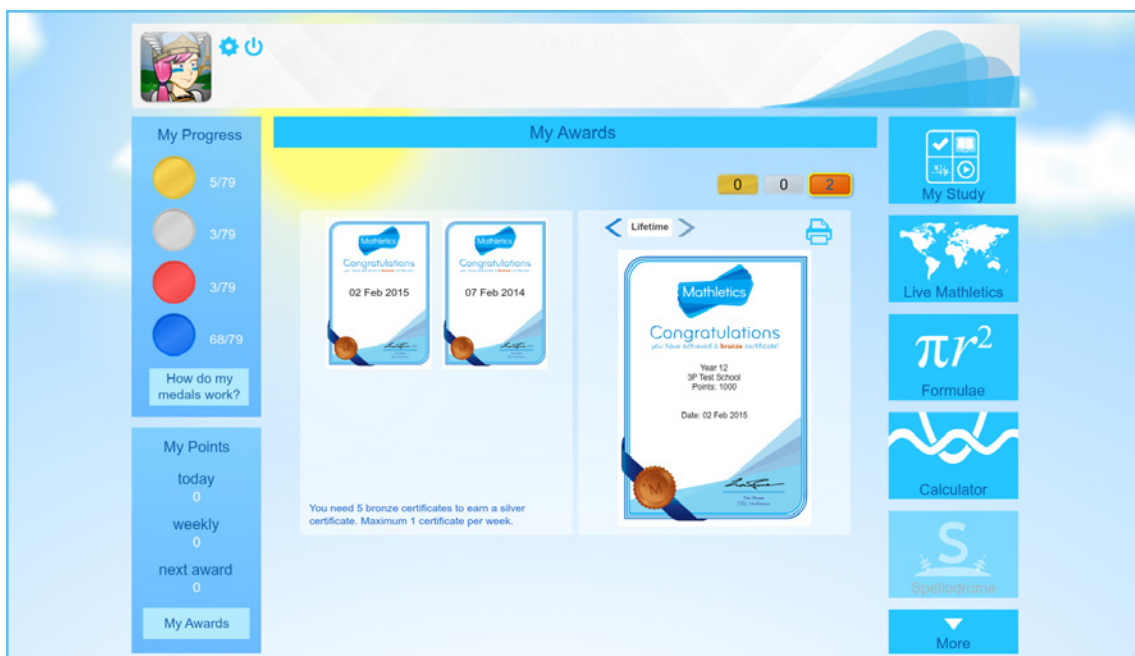 My Progress
5/79
3/79
3/79
68/79
How do my
medals work?
My Points
today
0
weekly
0
next award
0
My Awards
My Awards
0 0 2
Mathletics
Congratulations
02 Feb 2015
Mathletics
Congratulations
07 Feb 2014
You need 5 bronze certificates to earn a silver
certificate. Maximum 1 certificate per week.
Lifetime
Mathletics
Congratulations
you have achieved a bronze certificate!
Year 12
3P Test School
Points: 1000
Date: 02 Feb 2015
M
My Study
Live Mathletics
πr²
Formulae
Calculator
S
Spellodrome
More